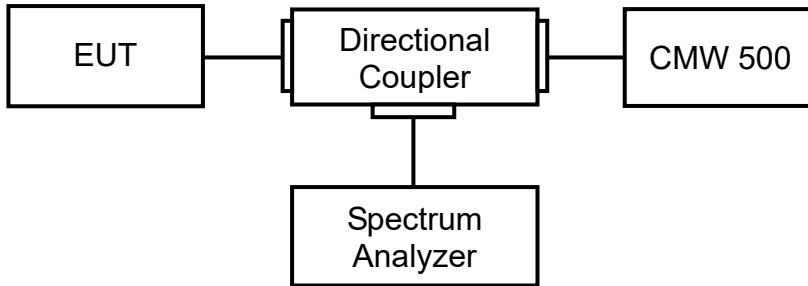 EUT
Directional
Coupler
CMW 500
Spectrum
Analyzer